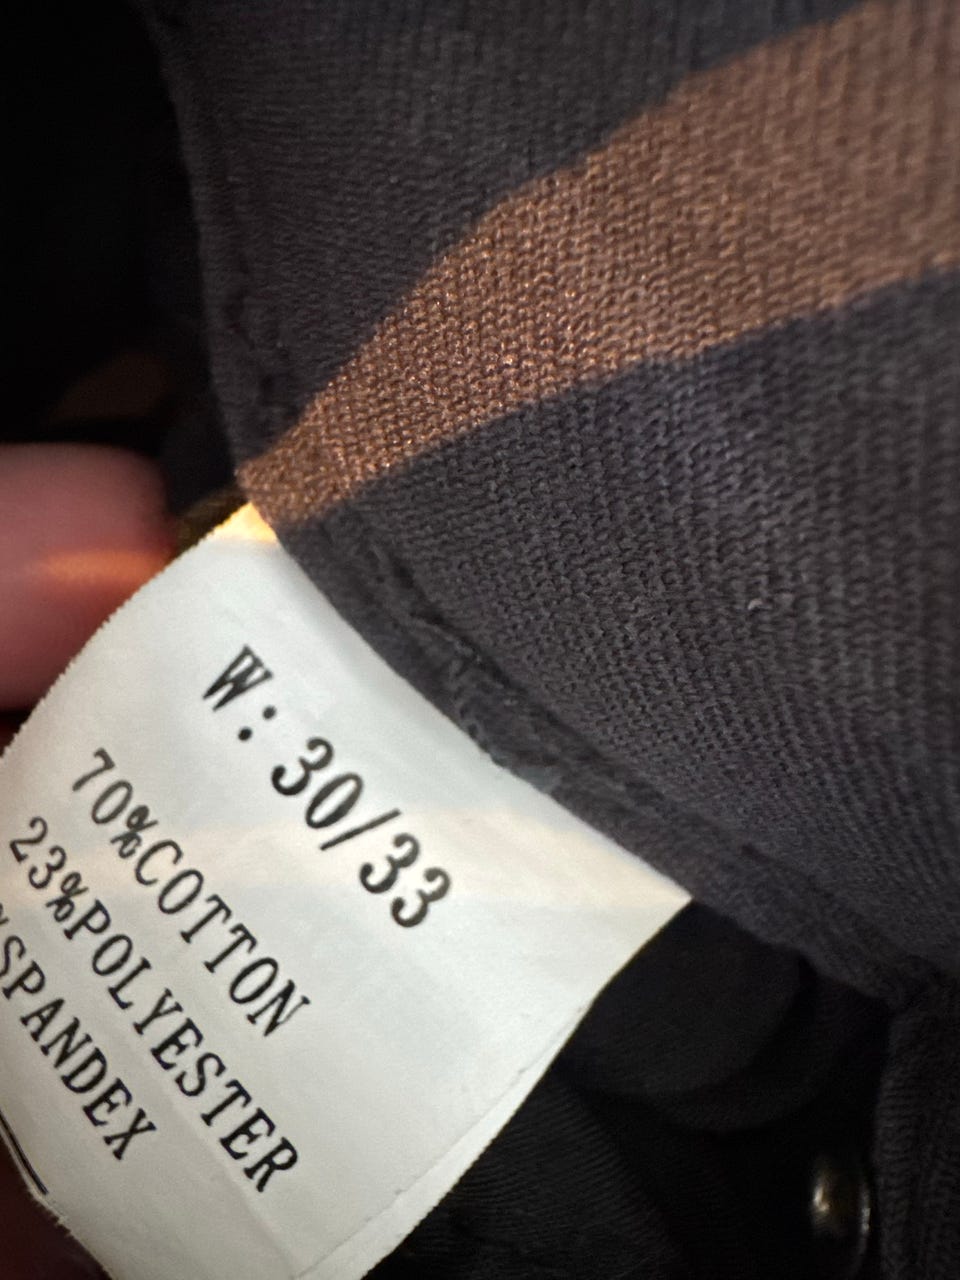 W: 30/33
70%COTTON
23%POLYESTER
%SPANDEX